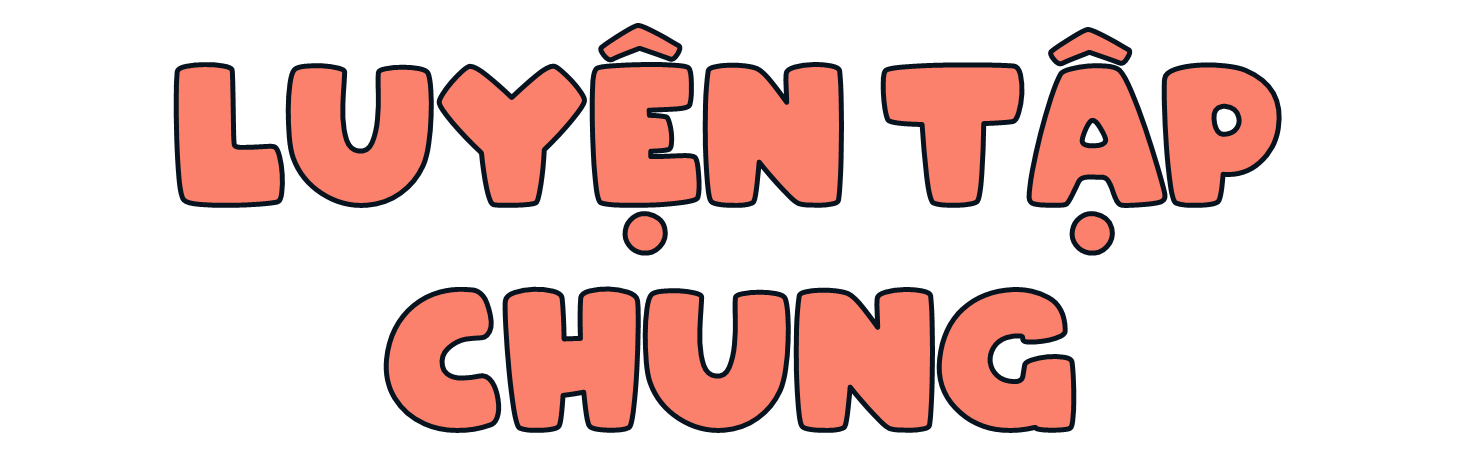 LUYỆN TẬP
CHUNG